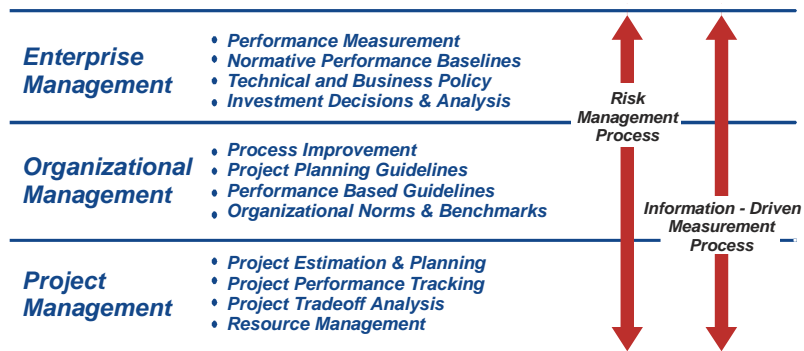 Enterprise
Management
• Performance Measurement
• Normative Performance Baselines
• Technical and Business Policy
• Investment Decisions & Analysis
Organizational
Management
• Process Improvement
• Project Planning Guidelines
• Performance Based Guidelines
• Organizational Norms & Benchmarks
Project
Management
• Project Estimation & Planning
• Project Performance Tracking
• Project Tradeoff Analysis
• Resource Management
Risk
Management
Process
Information - Driven
Measurement
Process